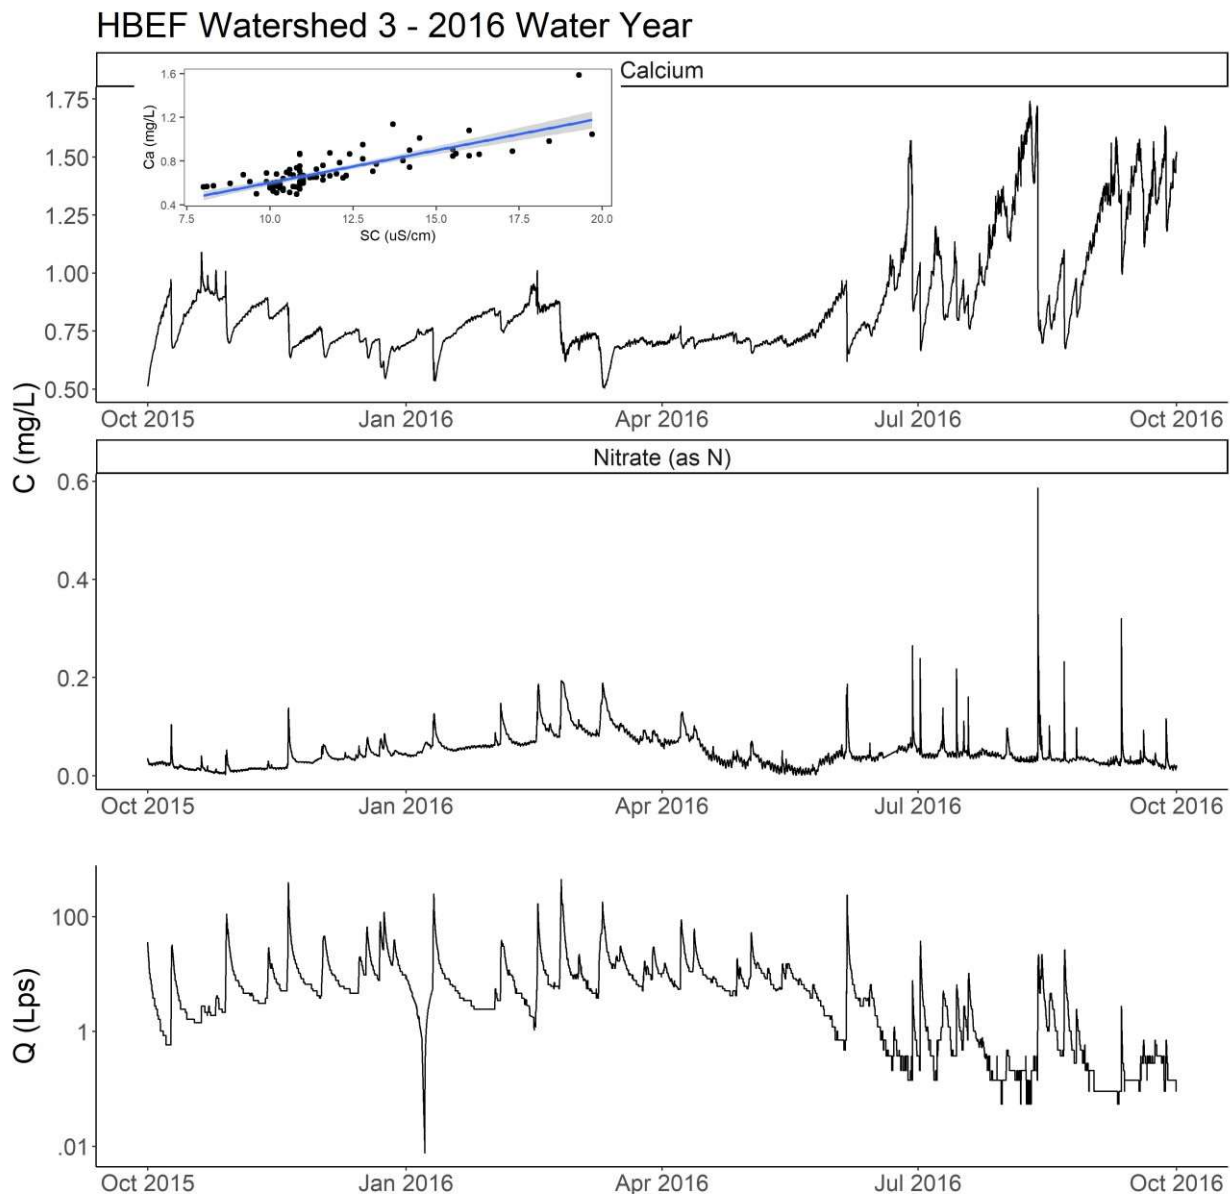 HBEF Watershed 3 - 2016 Water Year
Calcium
1.6
1.2
0.8
0.4
Ca (mg/L)
7.5 10.0 12.5 15.0 17.5 20.0
SC (uS/cm)
1.75
1.50
1.25
1.00
0.75
0.50
Oct 2015 Jan 2016 Apr 2016 Jul 2016 Oct 2016
C (mg/L)
Nitrate (as N)
0.6
0.4
0.2
0.0
Oct 2015 Jan 2016 Apr 2016 Jul 2016 Oct 2016
100
1
.01
Q (Lps)
Oct 2015 Jan 2016 Apr 2016 Jul 2016 Oct 2016